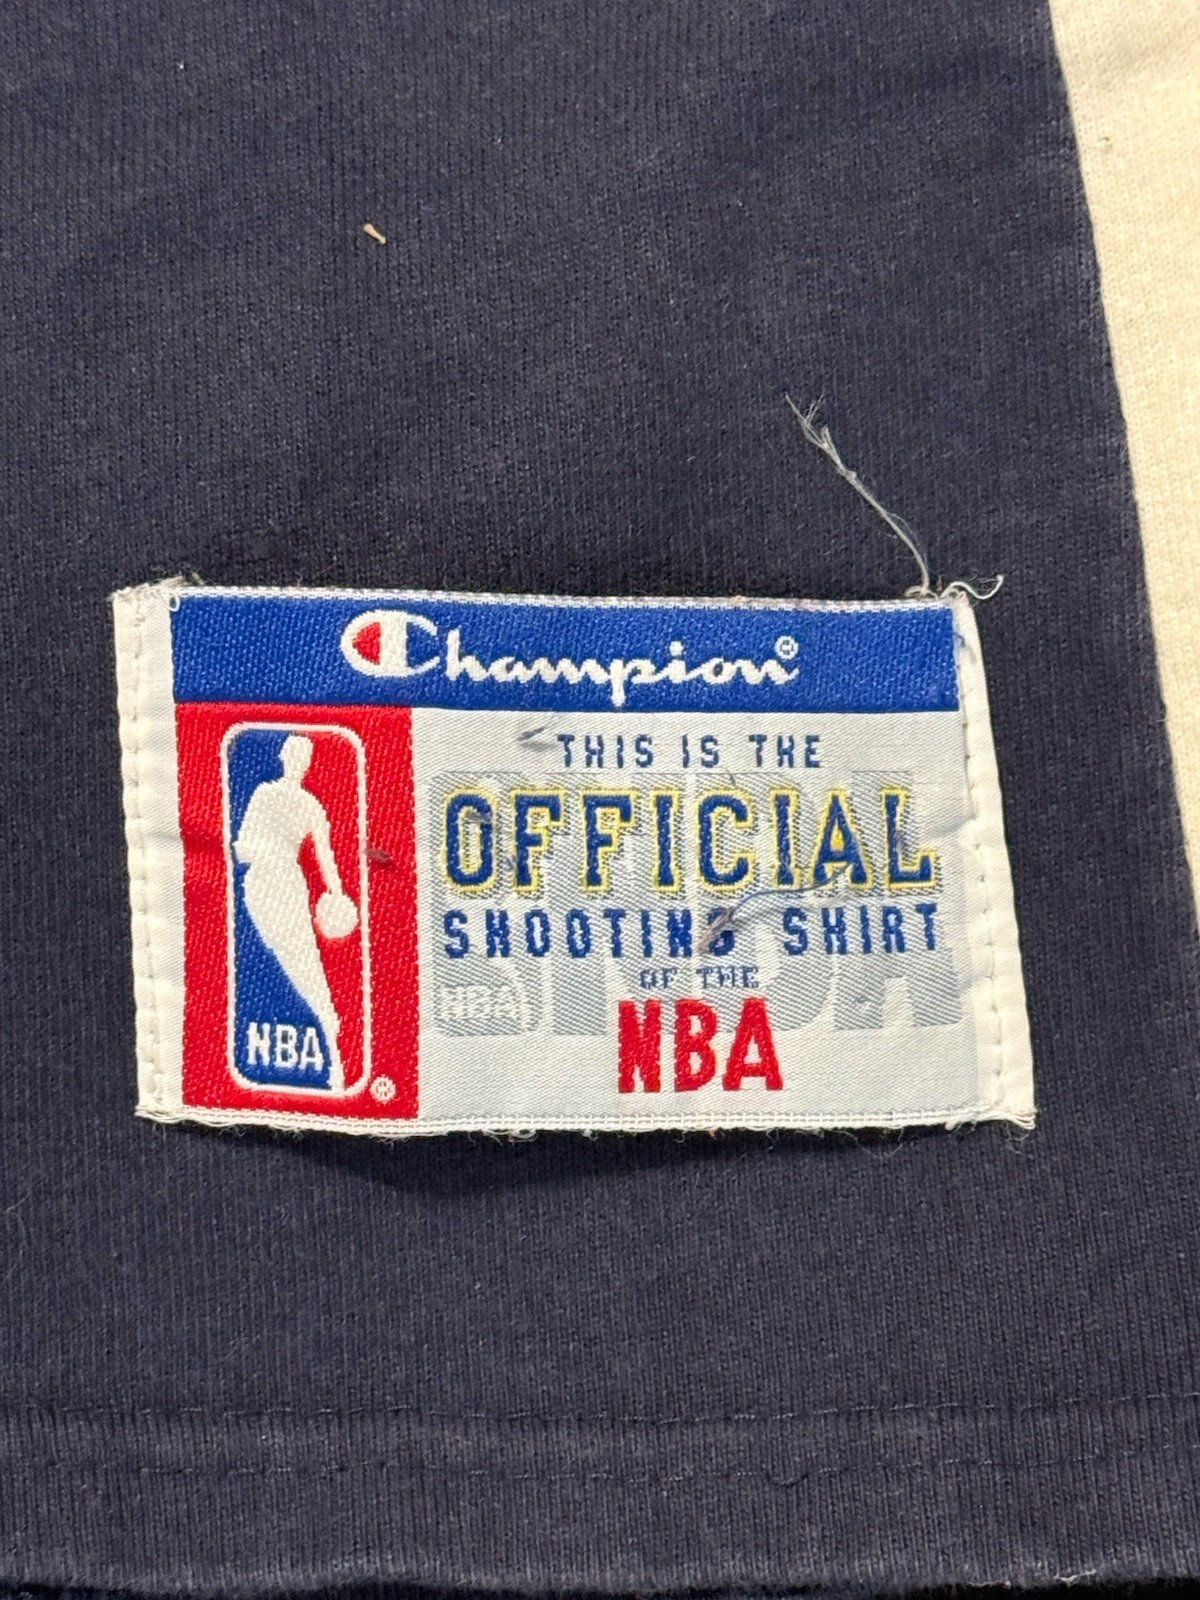 Champion®
THIS IS THE
OFFICIAL
SHOOTING SHIRT
OF THE
NBA
NBA
NBA ®